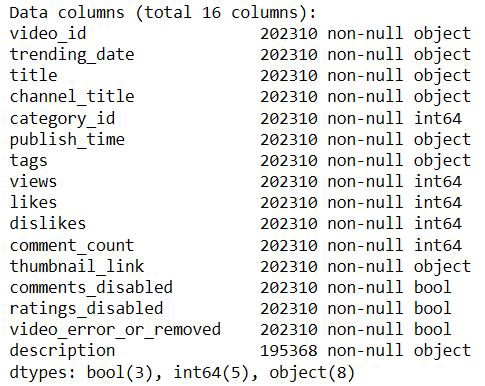 Data columns (total 16 columns):
video_id 202310 non-null object
trending_date 202310 non-null object
title 202310 non-null object
channel_title 202310 non-null object
category_id 202310 non-null int64
publish_time 202310 non-null object
tags 202310 non-null object
views 202310 non-null int64
likes 202310 non-null int64
dislikes 202310 non-null int64
comment_count 202310 non-null int64
thumbnail_link 202310 non-null object
comments_disabled 202310 non-null bool
ratings_disabled 202310 non-null bool
video_error_or_removed 202310 non-null bool
description 195368 non-null object
dtypes: bool(3), int64(5), object(8)